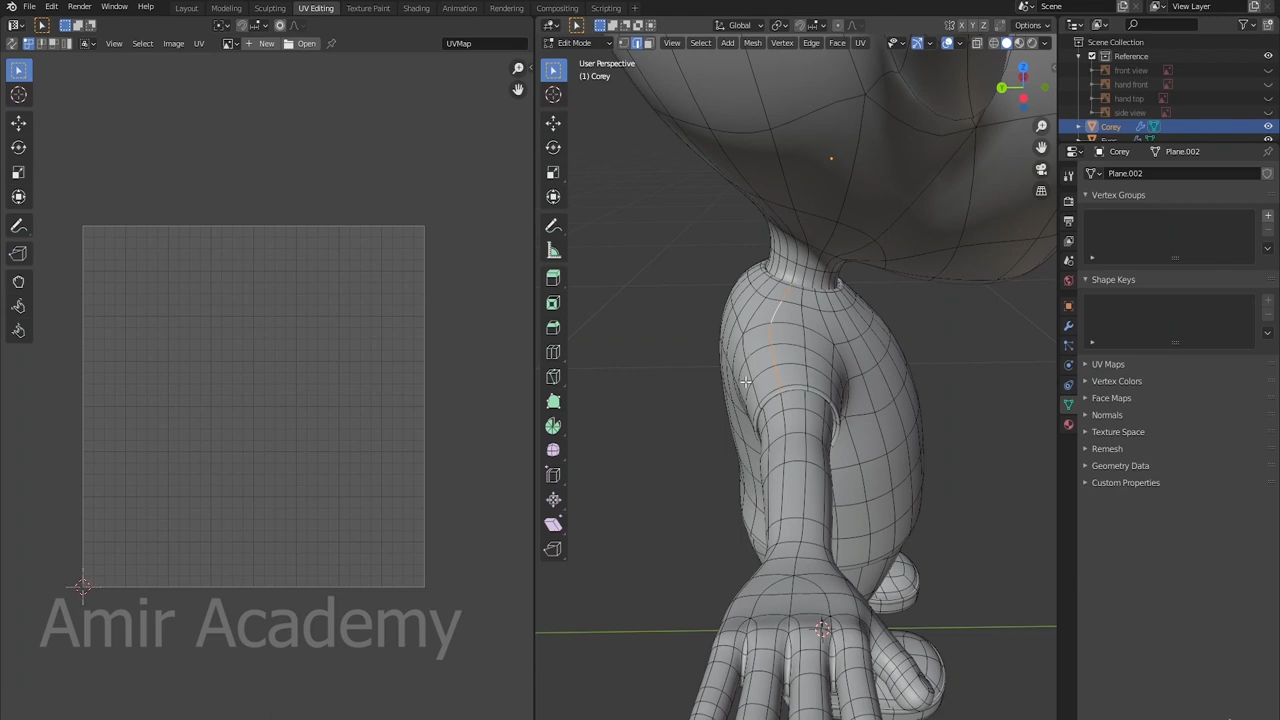 File Edit Render Window Help Layout Modeling Sculpting UV Editing Texture Paint Shading Animation Rendering Compositing Scripting + Scene View Layer
Global Options
View Select Image UV + New Open UVMap Edit Mode View Select Add Mesh Vertex Edge Face UV
Scene Collection
Reference
front view
hand front
hand top
side view
Corey
User Perspective
(1) Corey
Corey Plane.002
Plane.002
Vertex Groups
Shape Keys
UV Maps
Vertex Colors
Face Maps
Normals
Texture Space
Remesh
Geometry Data
Custom Properties
Amir Academy